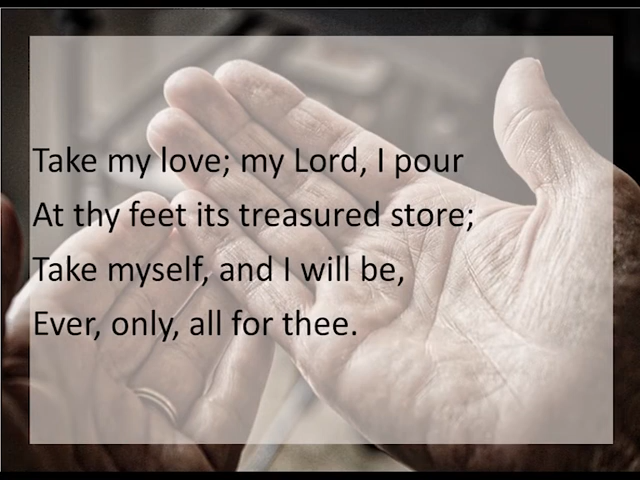 Take my love; my Lord, I pour
At thy feet its treasured store;
Take myself, and I will be,
Ever, only, all for thee.